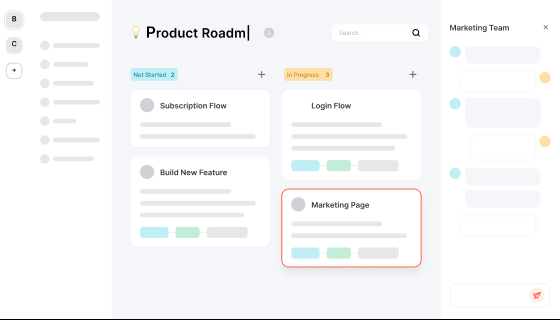 B
C
+
💡 Product Roadm
i
Search..
Not Started 2 +
In Progress 3 +
Subscription Flow
Build New Feature
Login Flow
Marketing Page
Marketing Team ×